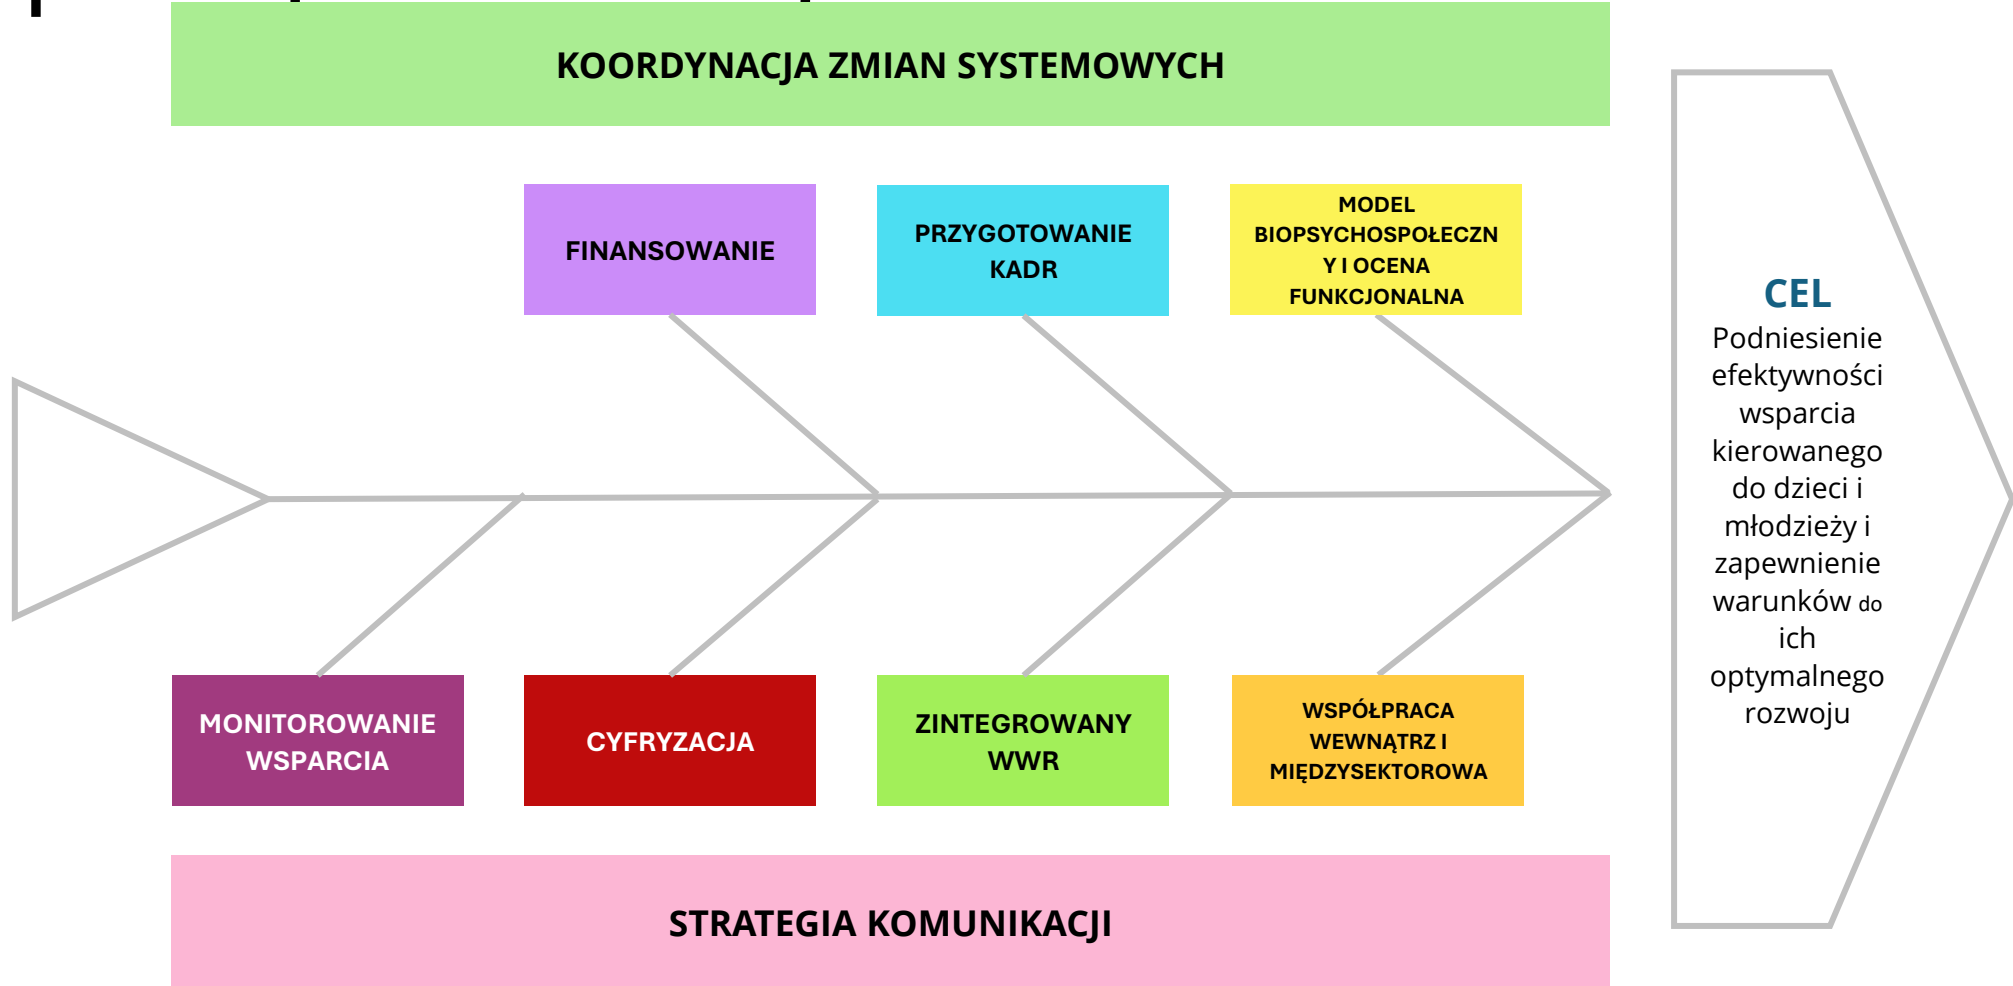 KOORDYNACJA ZMIAN SYSTEMOWYCH
FINANSOWANIE
PRZYGOTOWANIE
KADR
MODEL
BIOPSYCHOSPOŁECZN
Y I OCENA
FUNKCJONALNA
CEL
Podniesienie
efektywności
wsparcia
kierowanego
do dzieci i
młodzieży i
zapewnienie
warunków do
ich
optymalnego
rozwoju
MONITOROWANIE
WSPARCIA
CYFRYZACJA
ZINTEGROWANY
WWR
WSPÓŁPRACA
WEWNĄTRZ I
MIĘDZYSEKTOROWA
STRATEGIA KOMUNIKACJI